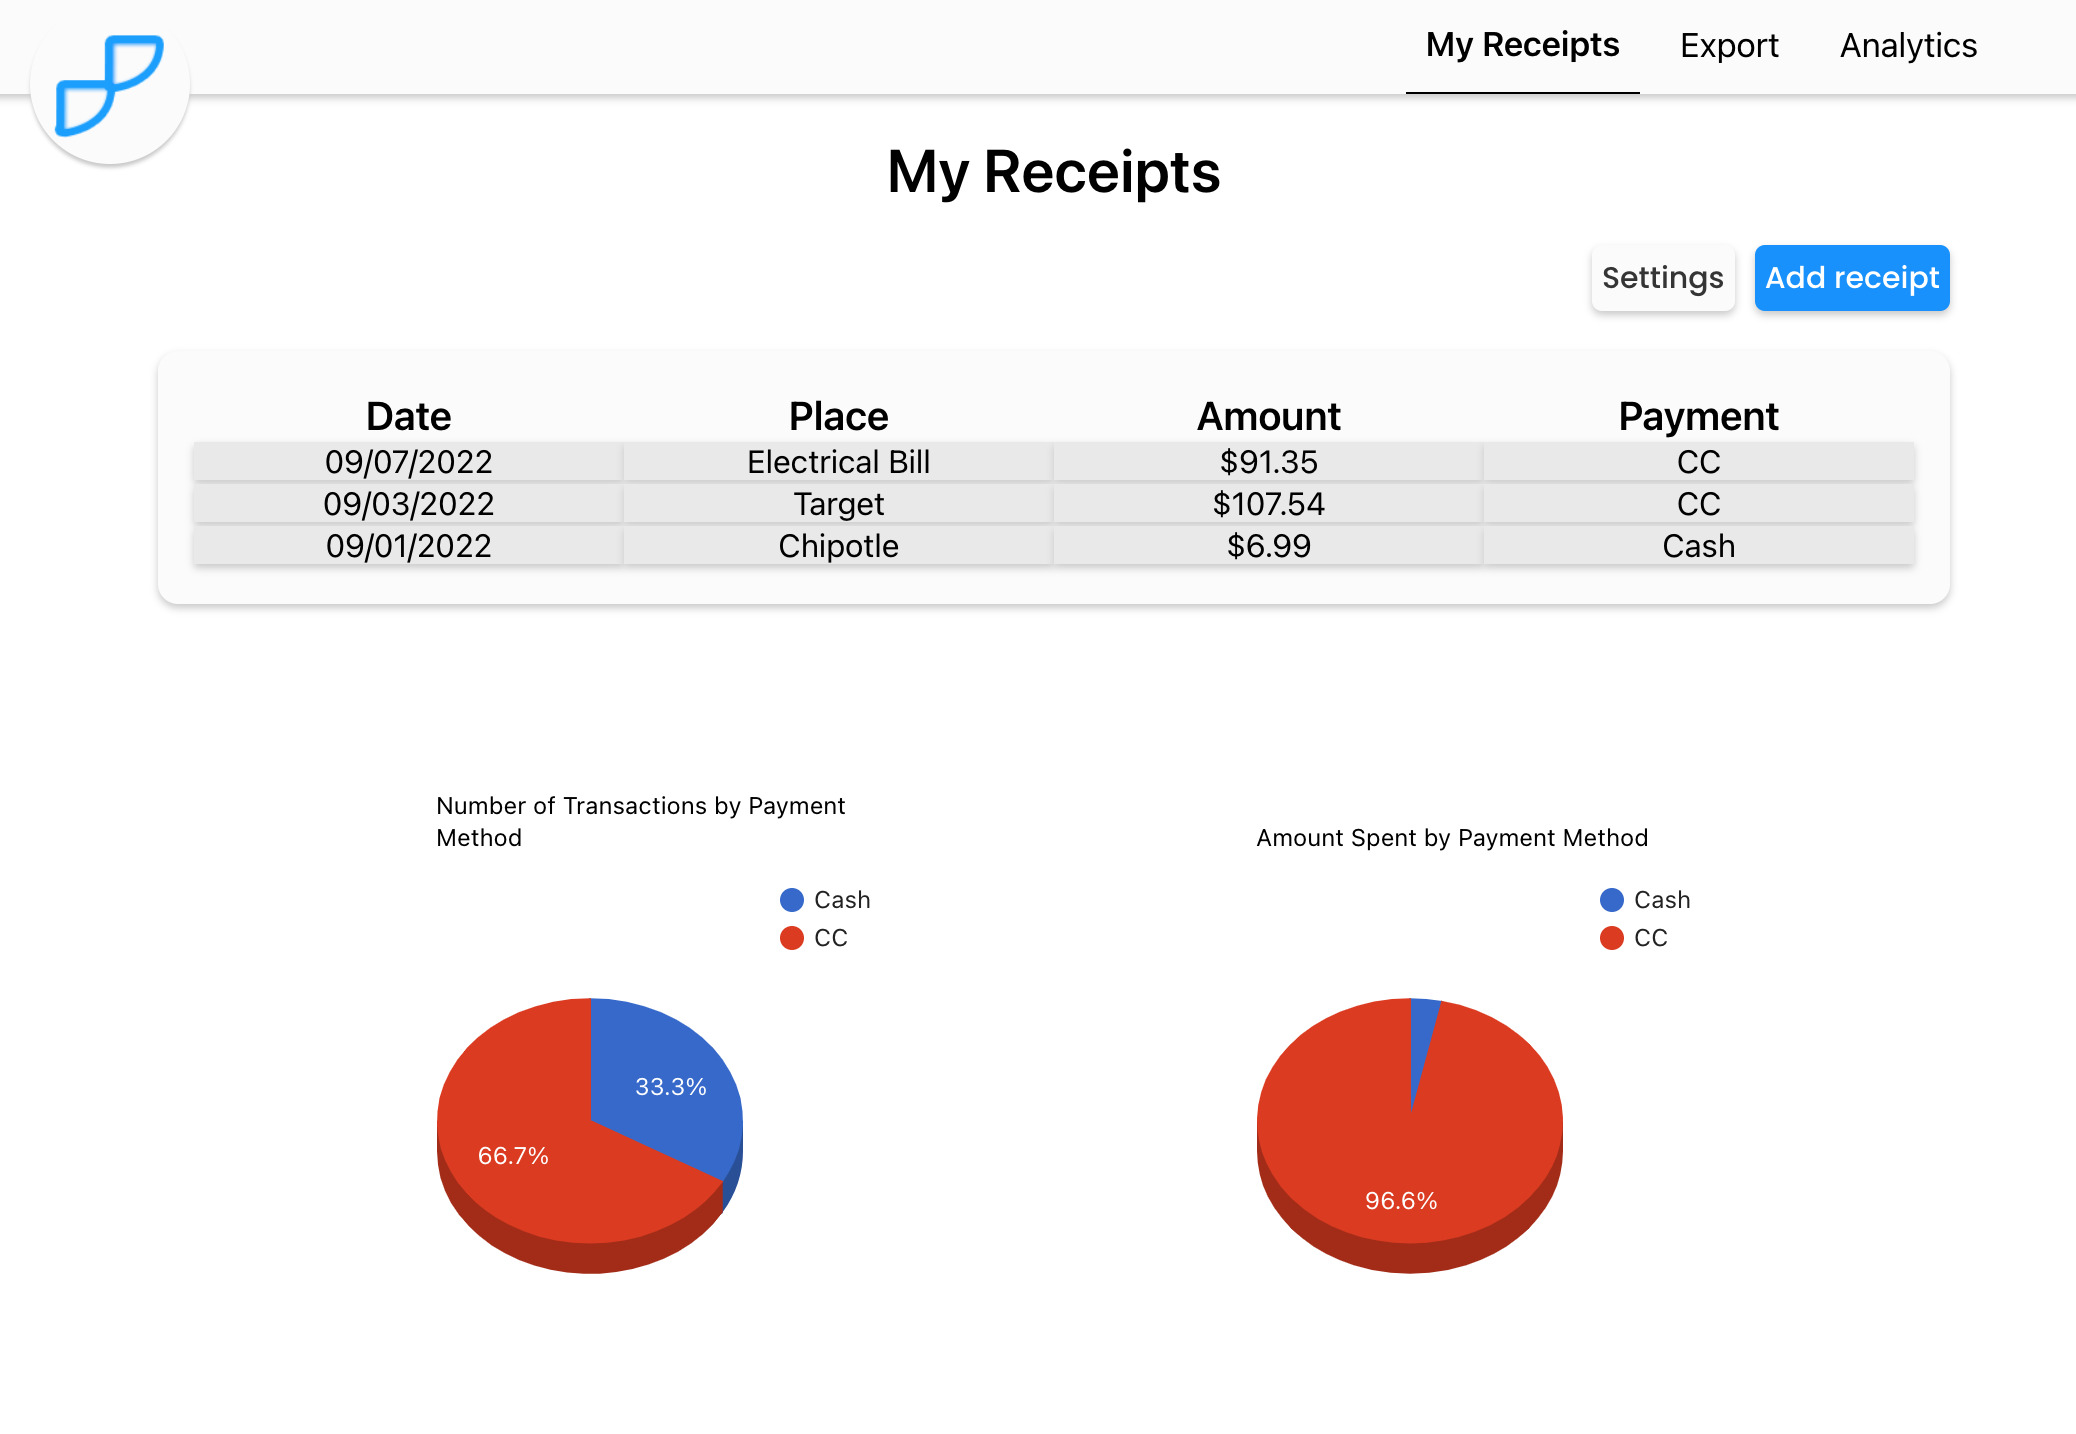 My Receipts Export Analytics
My Receipts
Settings Add receipt
Date Place Amount Payment
09/07/2022 Electrical Bill $91.35 CC
09/03/2022 Target $107.54 CC
09/01/2022 Chipotle $6.99 Cash
Number of Transactions by Payment
Method
Cash
CC
33.3%
66.7%
Amount Spent by Payment Method
Cash
CC
96.6%